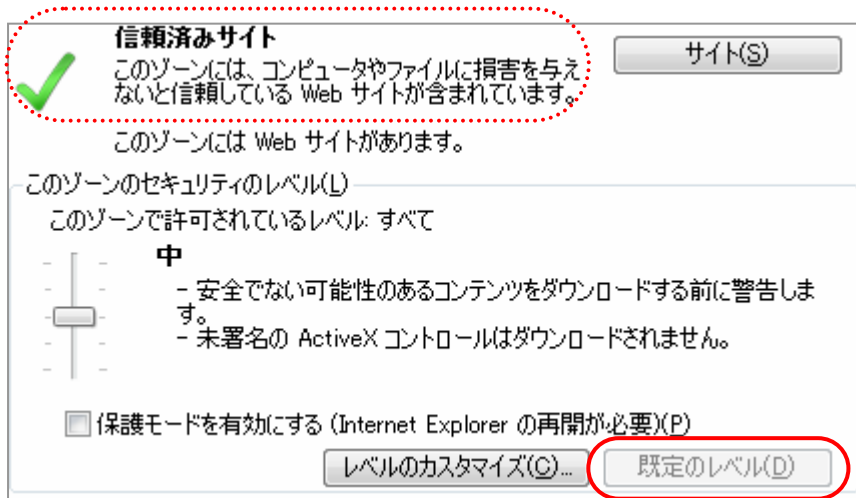 信頼済みサイト
サイト(S)
このゾーンには、コンピュータやファイルに損害を与え
ないと信頼している Web サイトが含まれています。
このゾーンには Web サイトがあります。
このゾーンのセキュリティのレベル(L)
このゾーンで許可されているレベル: すべて
中
- 安全でない可能性のあるコンテンツをダウンロードする前に警告しま
す。
- 未署名の ActiveX コントロールはダウンロードされません。
保護モードを有効にする (Internet Explorer の再開が必要)(P)
レベルのカスタマイズ(C)... 既定のレベル(D)